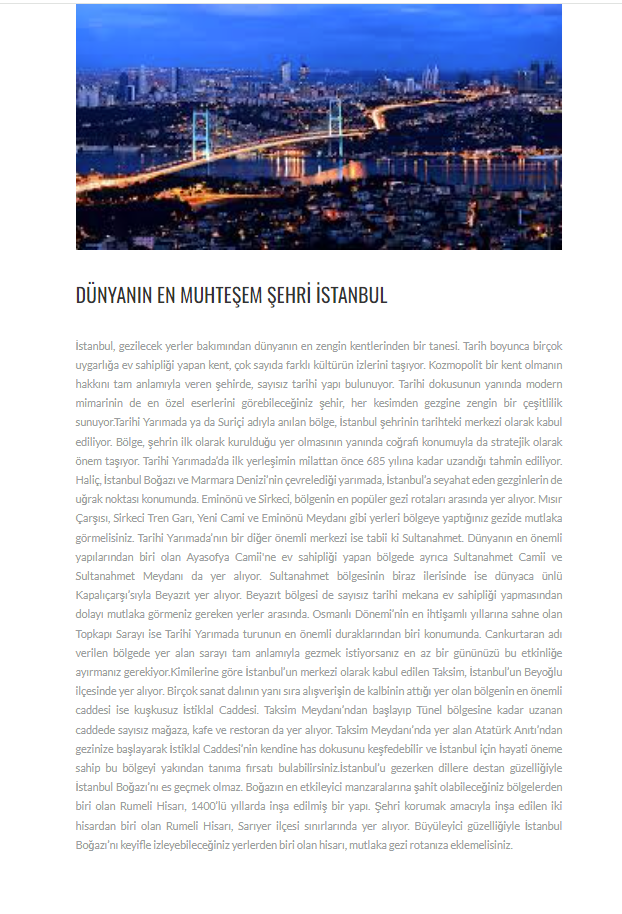 DÜNYANIN EN MUHTEŞEM ŞEHRİ İSTANBUL
İstanbul, gezilecek yerler bakımından dünyanın en zengin kentlerinden bir tanesi. Tarih boyunca birçok
uygarlığa ev sahipliği yapan kent, çok sayıda farklı kültürün izlerini taşıyor. Kozmopolit bir kent olmanın
hakkını tam anlamıyla veren şehirde, sayısız tarihi yapı bulunuyor. Tarihi dokusunun yanında modern
mimarinin de en özel eserlerini görebileceğiniz şehir, her kesimden gezgine zengin bir çeşitlilik
sunuyor.Tarihi Yarımada ya da Suriçi adıyla anılan bölge, İstanbul şehrinin tarihteki merkezi olarak kabul
ediliyor. Bölge, şehrin ilk olarak kurulduğu yer olmasının yanında coğrafi konumuyla da stratejik olarak
önem taşıyor. Tarihi Yarımada'da ilk yerleşimin milattan önce 685 yılına kadar uzandığı tahmin ediliyor.
Haliç, İstanbul Boğazı ve Marmara Denizi'nin çevrelediği yarımada, İstanbul'a seyahat eden gezginlerin de
uğrak noktası konumunda. Eminönü ve Sirkeci, bölgenin en popüler gezi rotaları arasında yer alıyor. Mısır
Çarşısı, Sirkeci Tren Garı, Yeni Cami ve Eminönü Meydanı gibi yerleri bölgeye yaptığınız gezide mutlaka
görmelisiniz. Tarihi Yarımada'nın bir diğer önemli merkezi ise tabii ki Sultanahmet. Dünyanın en önemli
yapılarından biri olan Ayasofya Camii'ne ev sahipliği yapan bölgede ayrıca Sultanahmet Camii ve
Sultanahmet Meydanı da yer alıyor. Sultanahmet bölgesinin biraz ilerisinde ise dünyaca ünlü
Kapalıçarşı'sıyla Beyazıt yer alıyor. Beyazıt bölgesi de sayısız tarihi mekana ev sahipliği yapmasından
dolayı mutlaka görmeniz gereken yerler arasında. Osmanlı Dönemi'nin en ihtişamlı yıllarına sahne olan
Topkapı Sarayı ise Tarihi Yarımada turunun en önemli duraklarından biri konumunda. Cankurtaran adı
verilen bölgede yer alan sarayı tam anlamıyla gezmek istiyorsanız en az bir gününüzü bu etkinliğe
ayırmanız gerekiyor.Kimilerine göre İstanbul'un merkezi olarak kabul edilen Taksim, İstanbul'un Beyoğlu
ilçesinde yer alıyor. Birçok sanat dalının yanı sıra alışverişin de kalbinin attığı yer olan bölgenin en önemli
caddesi ise kuşkusuz İstiklal Caddesi. Taksim Meydanı'ndan başlayıp Tünel bölgesine kadar uzanan
caddede sayısız mağaza, kafe ve restoran da yer alıyor. Taksim Meydanı'nda yer alan Atatürk Anıtı'ndan
gezinize başlayarak İstiklal Caddesi'nin kendine has dokusunu keşfedebilir ve İstanbul için hayati öneme
sahip bu bölgeyi yakından tanıma fırsatı bulabilirsiniz.İstanbul'u gezerken dillere destan güzelliğiyle
İstanbul Boğazı'nı es geçmek olmaz. Boğazın en etkileyici manzaralarına şahit olabileceğiniz bölgelerden
biri olan Rumeli Hisarı, 1400'lü yıllarda inşa edilmiş bir yapı. Şehri korumak amacıyla inşa edilen iki
hisardan biri olan Rumeli Hisarı, Sarıyer ilçesi sınırlarında yer alıyor. Büyüleyici güzelliğiyle İstanbul
Boğazı'nı keyifle izleyebileceğiniz yerlerden biri olan hisarı, mutlaka gezi rotanıza eklemelisiniz.